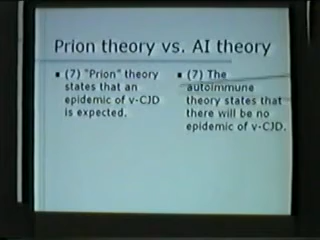 Prion theory vs. AI theory
(7) "Prion" theory
states that an
epidemic of v-CJD
is expected.
(7) The
autoimmune
theory states that
there will be no
epidemic of v-CJD.